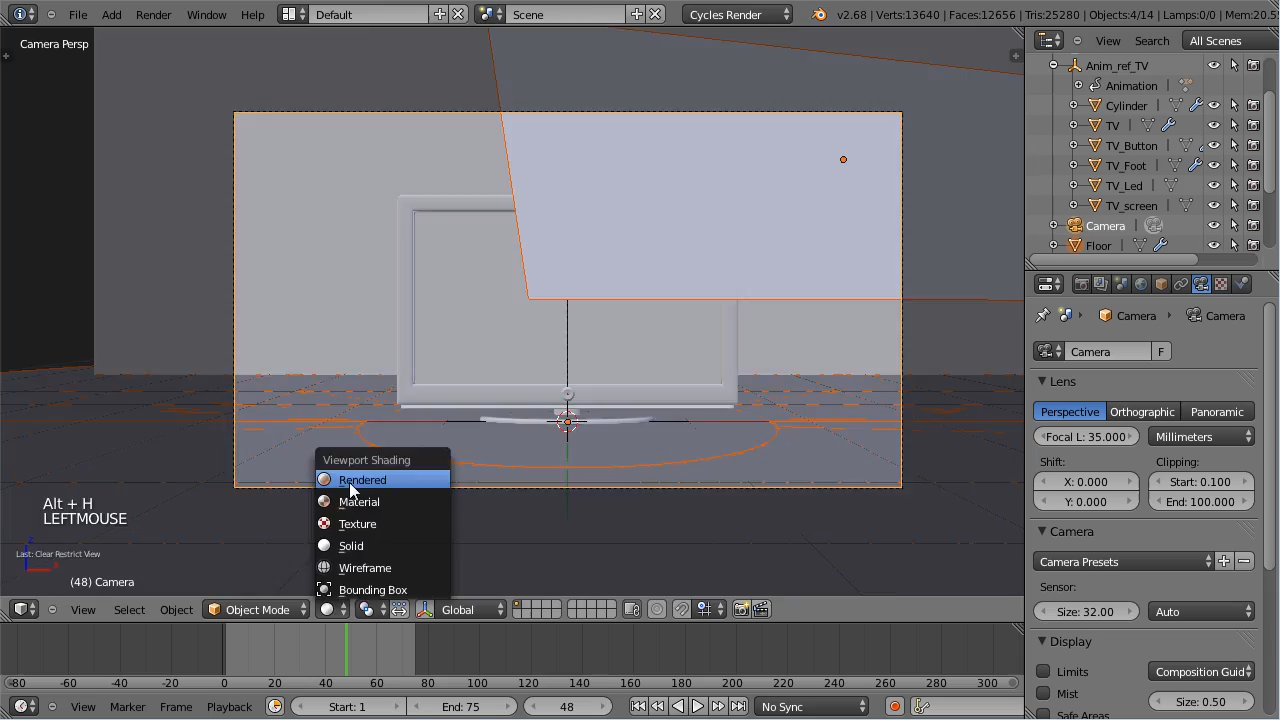 File Add Render Window Help Default Scene Cycles Render v2.68 | Verts:13640 | Faces:12656 | Tris:25280 | Objects:4/14 | Lamps:0/0 | Mem:20.5
Camera Persp
View Search All Scenes
Anim_ref_TV
Animation
Cylinder
TV
TV_Button
TV_Foot
TV_Led
TV_screen
Camera
Floor
Camera Camera
Camera F
Lens
Perspective Orthographic Panoramic
Focal L: 35.000 Millimeters
Shift: Clipping:
X: 0.000 Start: 0.100
Y: 0.000 End: 100.000
Camera
Camera Presets
Sensor:
Size: 32.00 Auto
Display
Limits Composition Guid
Mist Size: 0.50
Safe Areas
Viewport Shading
Rendered
Material
Texture
Solid
Wireframe
Bounding Box
Alt + H
LEFTMOUSE
Last: Clear Restrict View
(48) Camera
View Select Object Object Mode Global
-80 -60 -40 -20 0 20 40 60 80 100 120 140 160 180 200 220 240 260 280 300
View Marker Frame Playback Start: 1 End: 75 48 No Sync